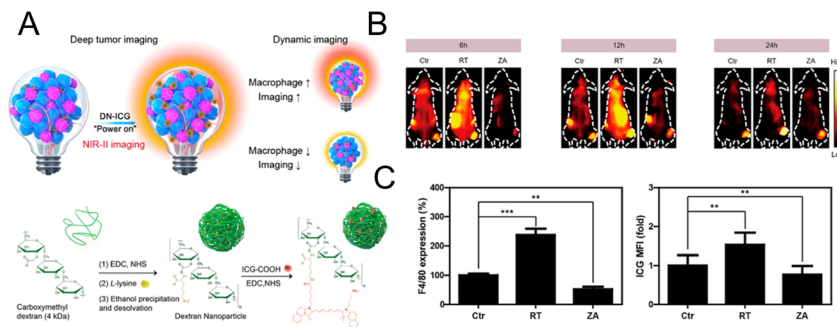 A
Deep tumor imaging
Dynamic imaging
DN-ICG
"Power on"
NIR-II imaging
Macrophage ↑
Imaging ↑
Macrophage ↓
Imaging ↓
Carboxymethyl
dextran (4 kDa)
(1) EDC, NHS
(2) L-lysine
(3) Ethanol precipitation
and desolvation
Dextran Nanoparticle
ICG-COOH
EDC,NHS
B
6h
12h
24h
Ctr RT ZA
Ctr RT ZA
Ctr RT ZA
C
F4/80 expression (%)
400
300
200
100
0
***
**
Ctr RT ZA
ICG MFI (fold)
3
2
1
0
**
**
Ctr RT ZA